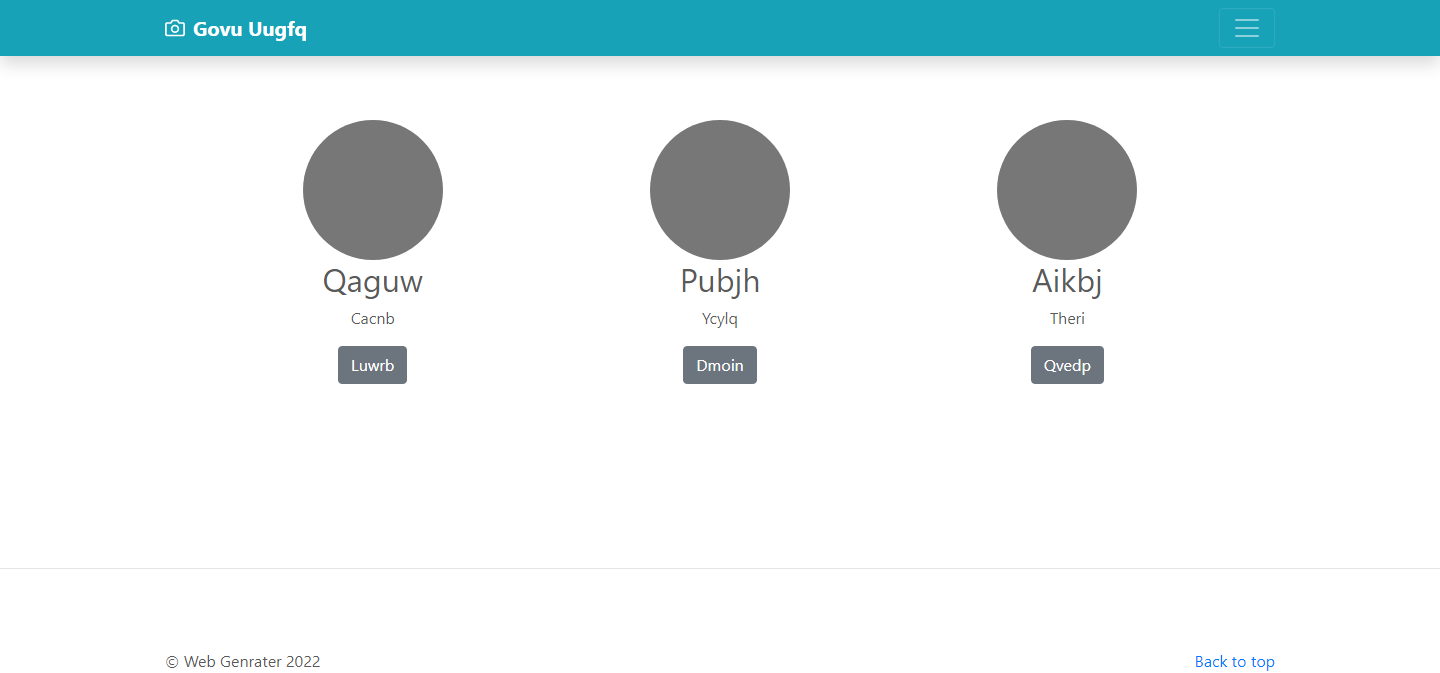 Govu Uugfq
Qaguw
Cacnb
Luwrb
Pubjh
Ycylq
Dmoin
Aikbj
Theri
Qvedp
© Web Genrater 2022
Back to top